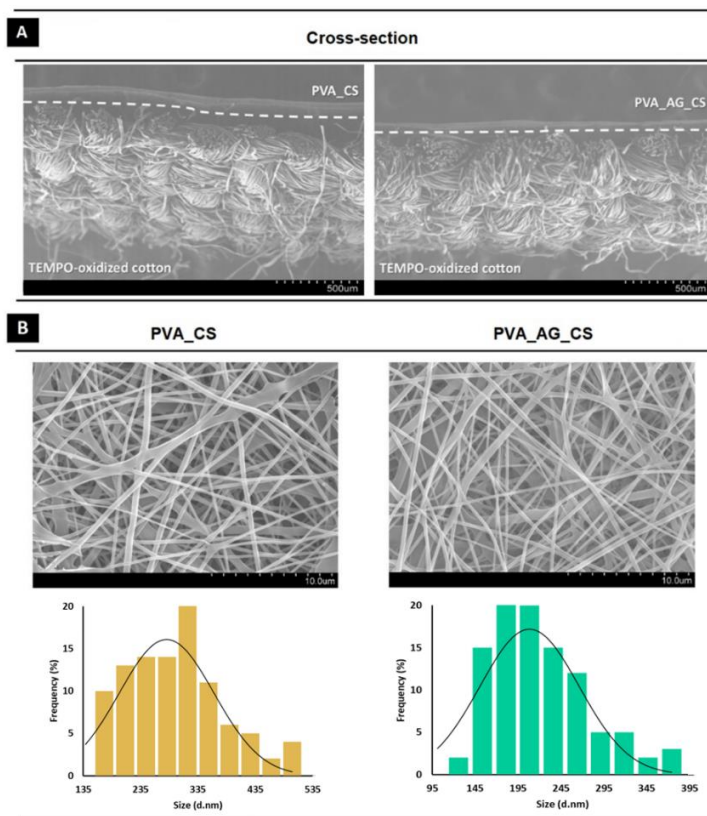 A
Cross-section
PVA_CS
TEMPO-oxidized cotton
500um
PVA_AG_CS
TEMPO-oxidized cotton
500um
B
PVA_CS
PVA_AG_CS
10.0um
10.0um
20
15
10
5
0
Frequency (%)
135 235 335 435 535
Size (d.nm)
20
15
10
5
0
Frequency (%)
95 145 195 245 295 345 395
Size (d.nm)